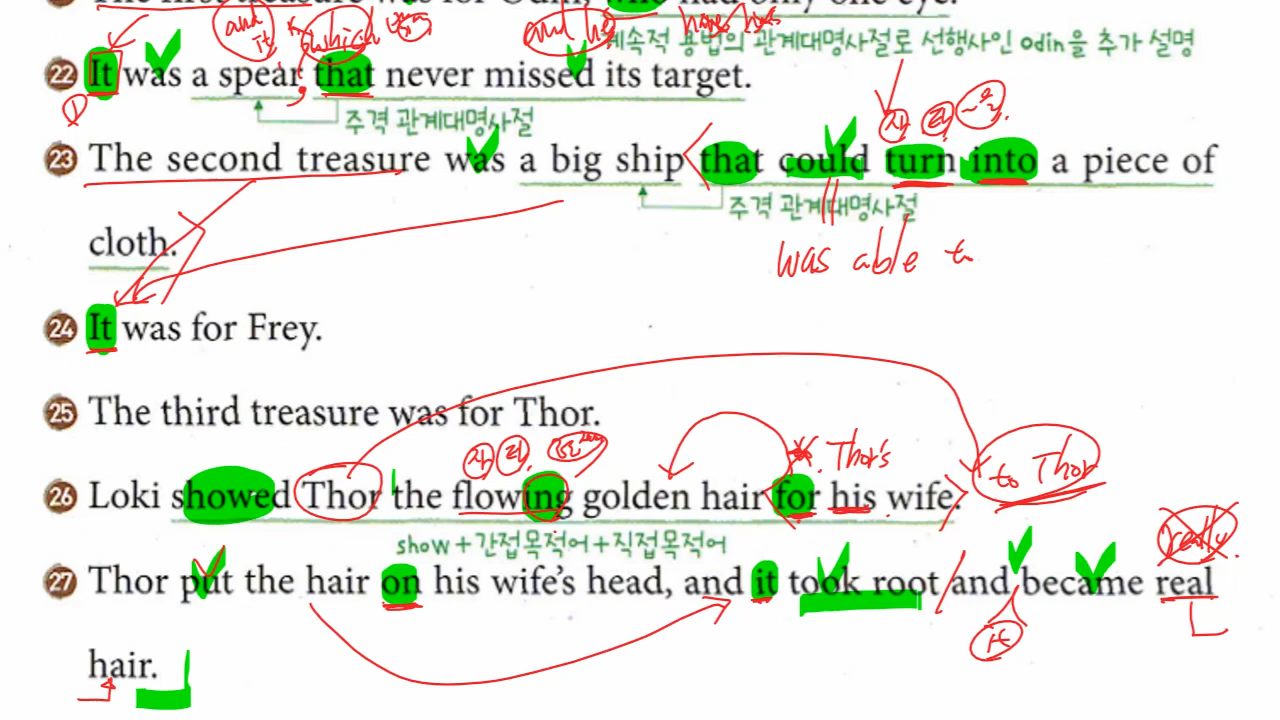 The first treasure was for Odin, who had only one eye.
and it which and he
계속적 용법의 관계대명사절로 선행사인 Odin을 추가 설명
22 It was a spear that never missed its target.
주격 관계대명사절
23 The second treasure was a big ship that could turn into a piece of
주격 관계대명사절
cloth.
was able to
24 It was for Frey.
25 The third treasure was for Thor.
Thor's
to Thor
26 Loki showed Thor the flowing golden hair for his wife.
show+간접목적어+직접목적어
really
27 Thor put the hair on his wife's head, and it took root and became real
it
hair.